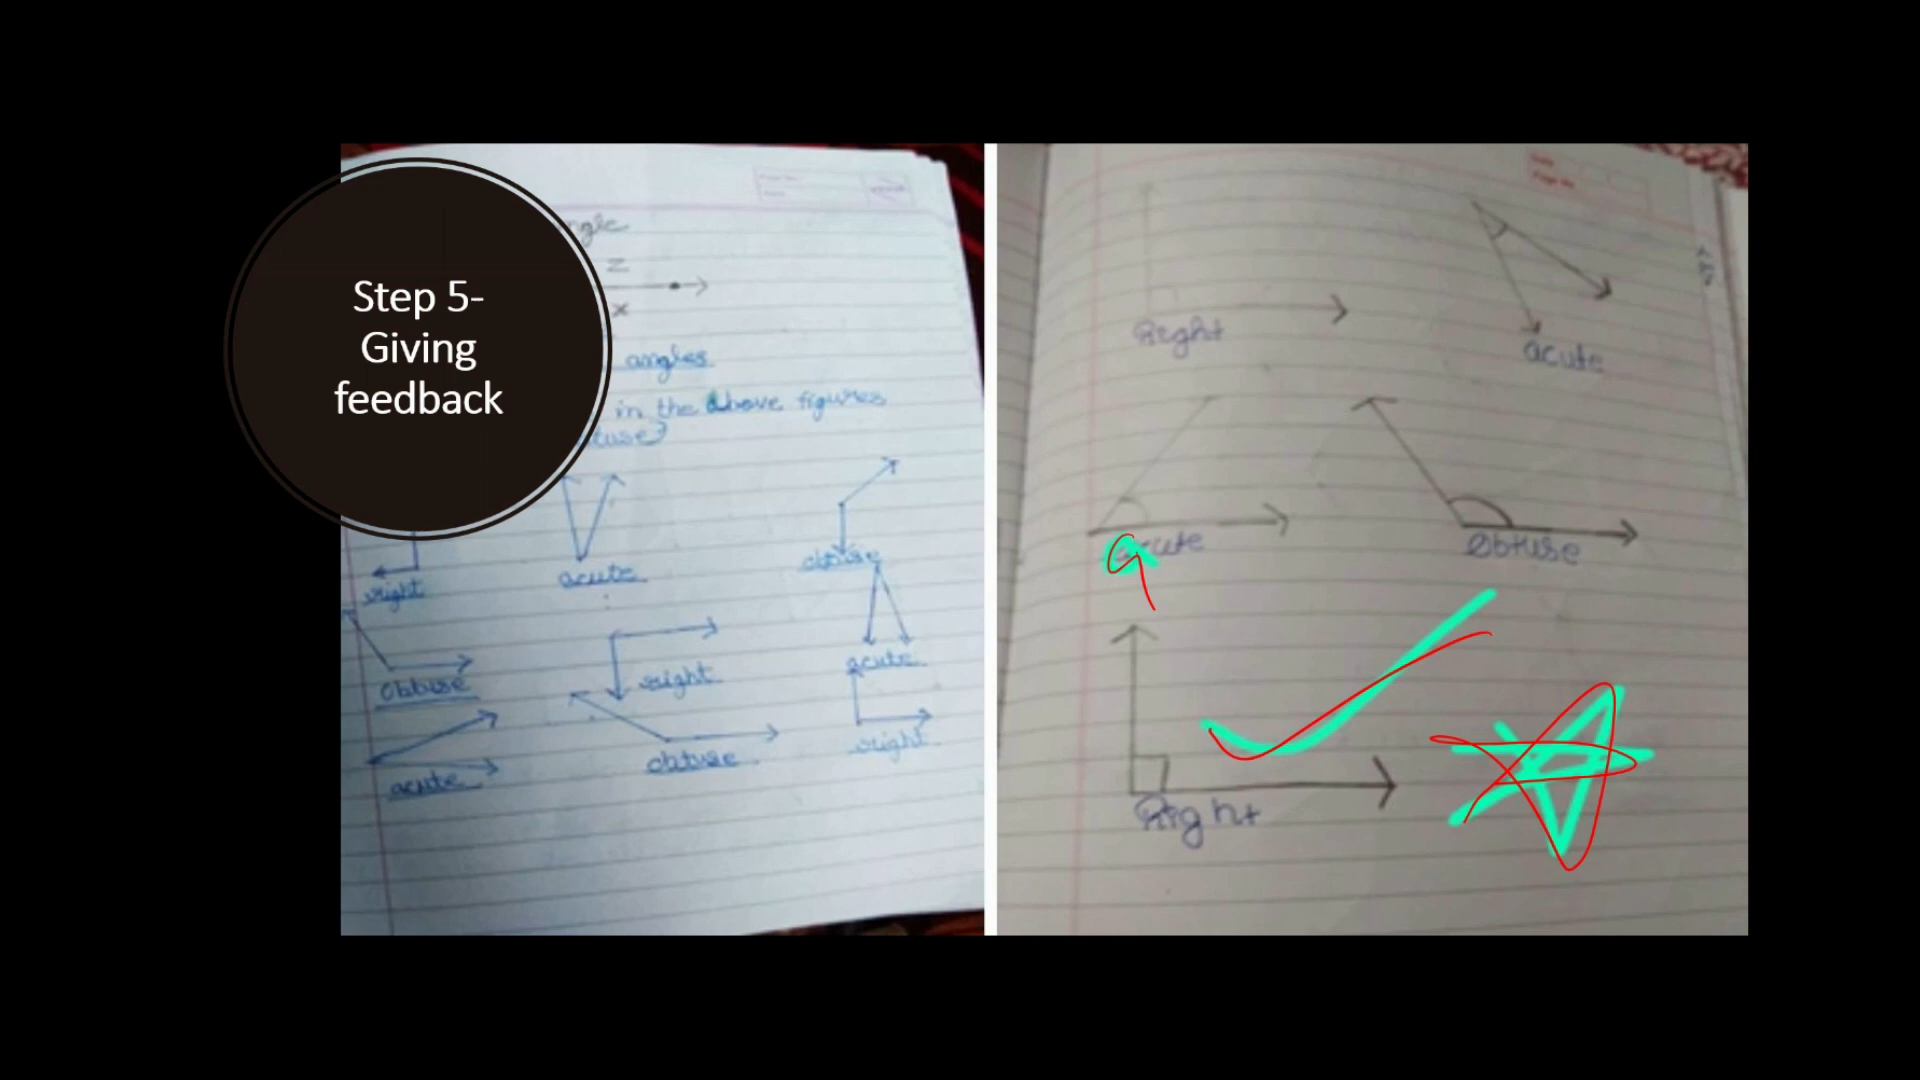 Step 5-
Giving
feedback
angles
in the above figures
right
acute
obtuse
acute
obtuse
right
acute
obtuse
right
Right
acute
acute
obtuse
Right